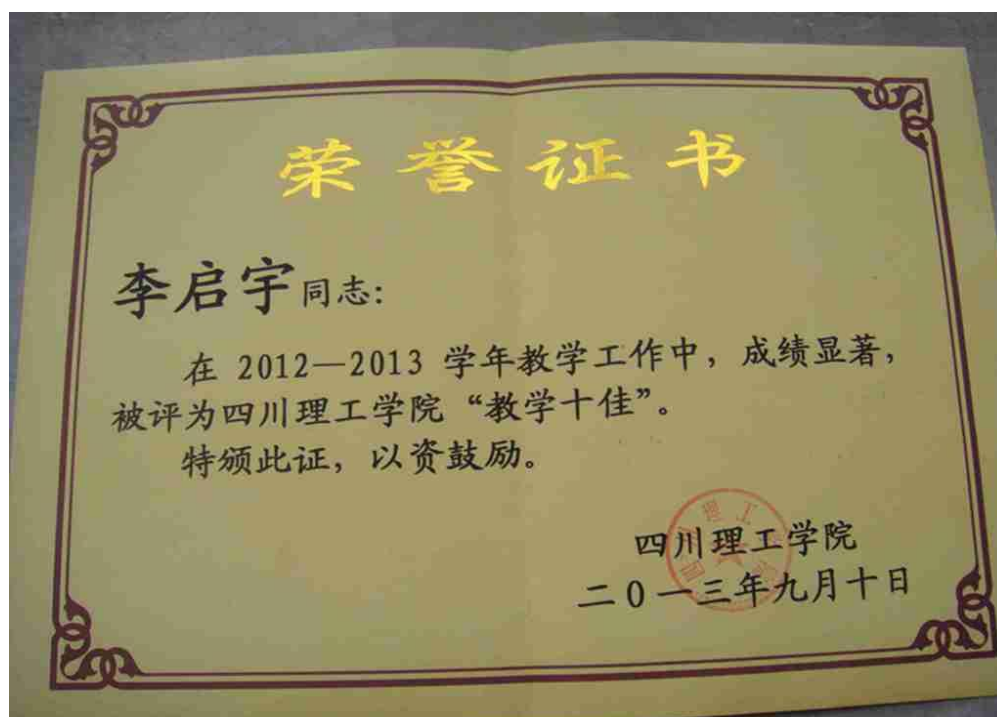 荣誉证书
李启宇同志:
在 2012—2013 学年教学工作中，成绩显著，
被评为四川理工学院“教学十佳”。
特颁此证，以资鼓励。
四川理工学院
二0一三年九月十日